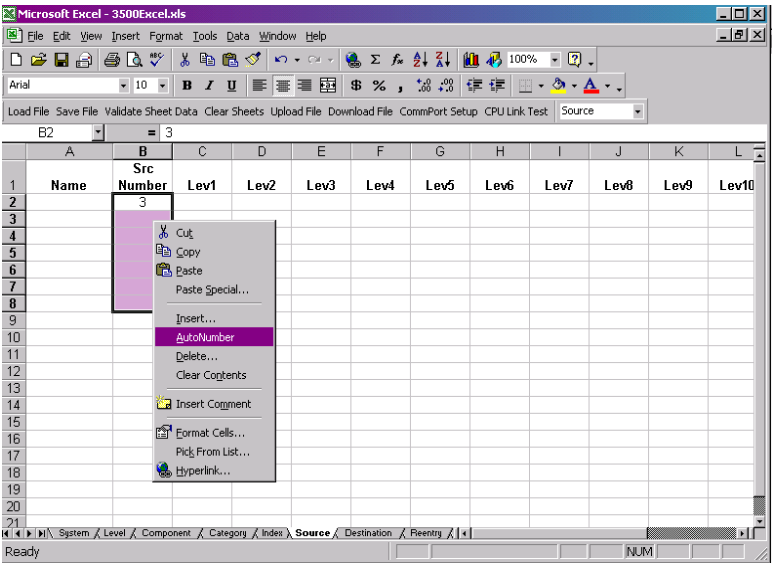 Microsoft Excel - 3500Excel.xls
File Edit View Insert Format Tools Data Window Help
100%
Arial 10 B I U $ % ,
Load File Save File Validate Sheet Data Clear Sheets Upload File Download File CommPort Setup CPU Link Test Source
B2 = 3
A B C D E F G H I J K L
1 Name Src Number Lev1 Lev2 Lev3 Lev4 Lev5 Lev6 Lev7 Lev8 Lev9 Lev10
2 3
3
4
5
6
7
8
9
10
11
12
13
14
15
16
17
18
19
20
21
Cut
Copy
Paste
Paste Special...
Insert...
AutoNumber
Delete...
Clear Contents
Insert Comment
Format Cells...
Pick From List...
Hyperlink...
System Level Component Category Index Source Destination Reentry
Ready NUM